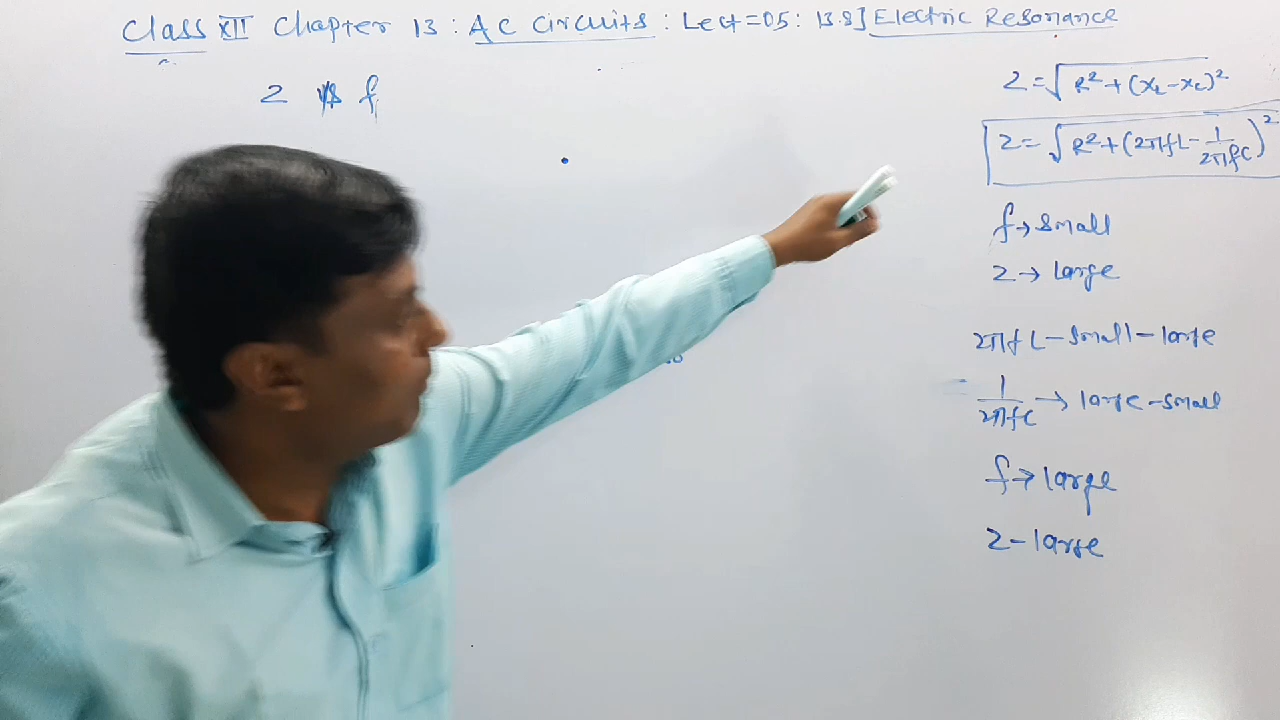 Class XII Chapter 13 : AC Circuits : Lect=05 : 13.8] Electric Resonance
Z vs f
Z = √R² + (XL - XC)²
Z = √R² + (2πfL - 1/2πfC)²
f → small
Z → large
2πfL - small - large
1/2πfC → large - small
f → large
Z - large